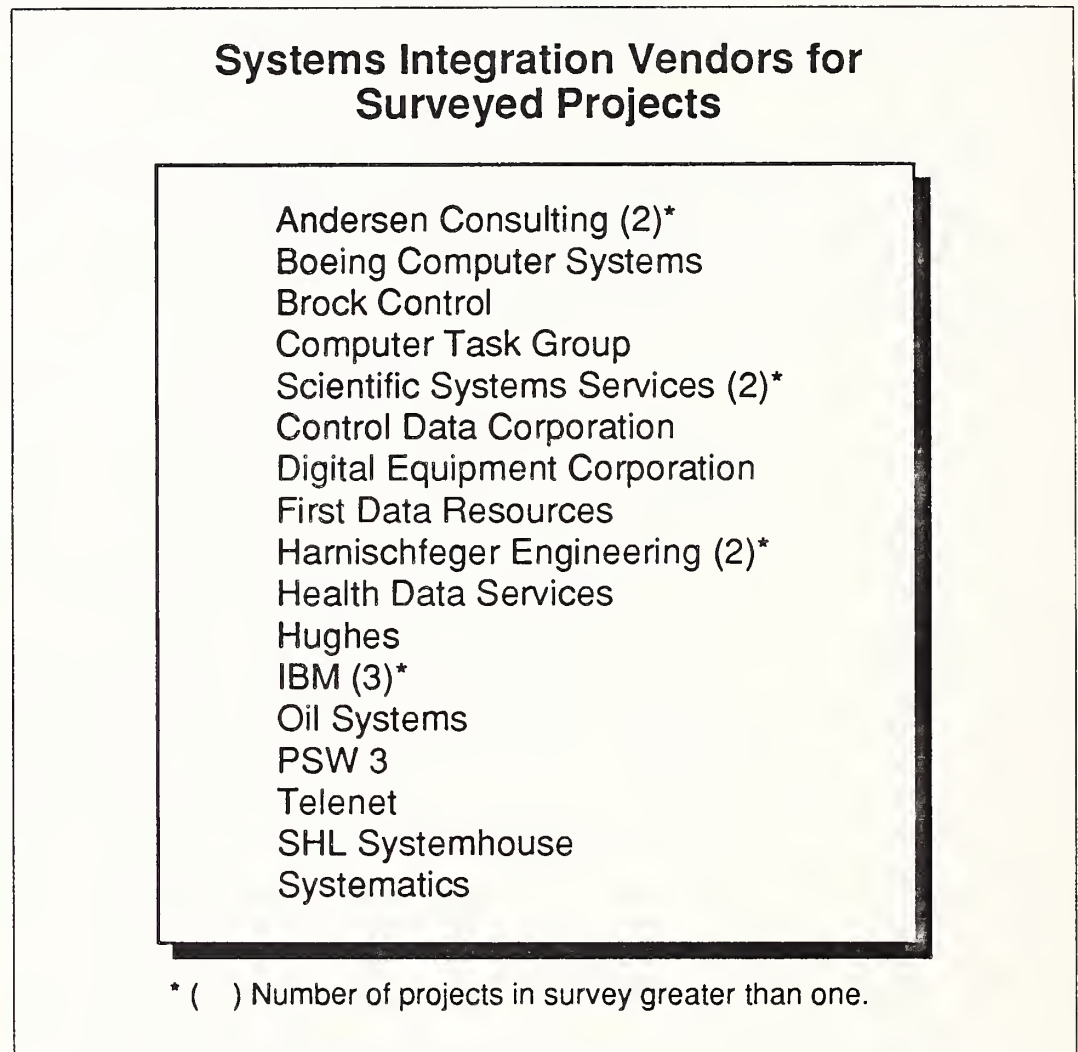 Systems Integration Vendors for
Surveyed Projects
Andersen Consulting (2)*
Boeing Computer Systems
Brock Control
Computer Task Group
Scientific Systems Services (2)*
Control Data Corporation
Digital Equipment Corporation
First Data Resources
Harnischfeger Engineering (2)*
Health Data Services
Hughes
IBM (3)*
Oil Systems
PSW 3
Telenet
SHL Systemhouse
Systematics
* ( ) Number of projects in survey greater than one.